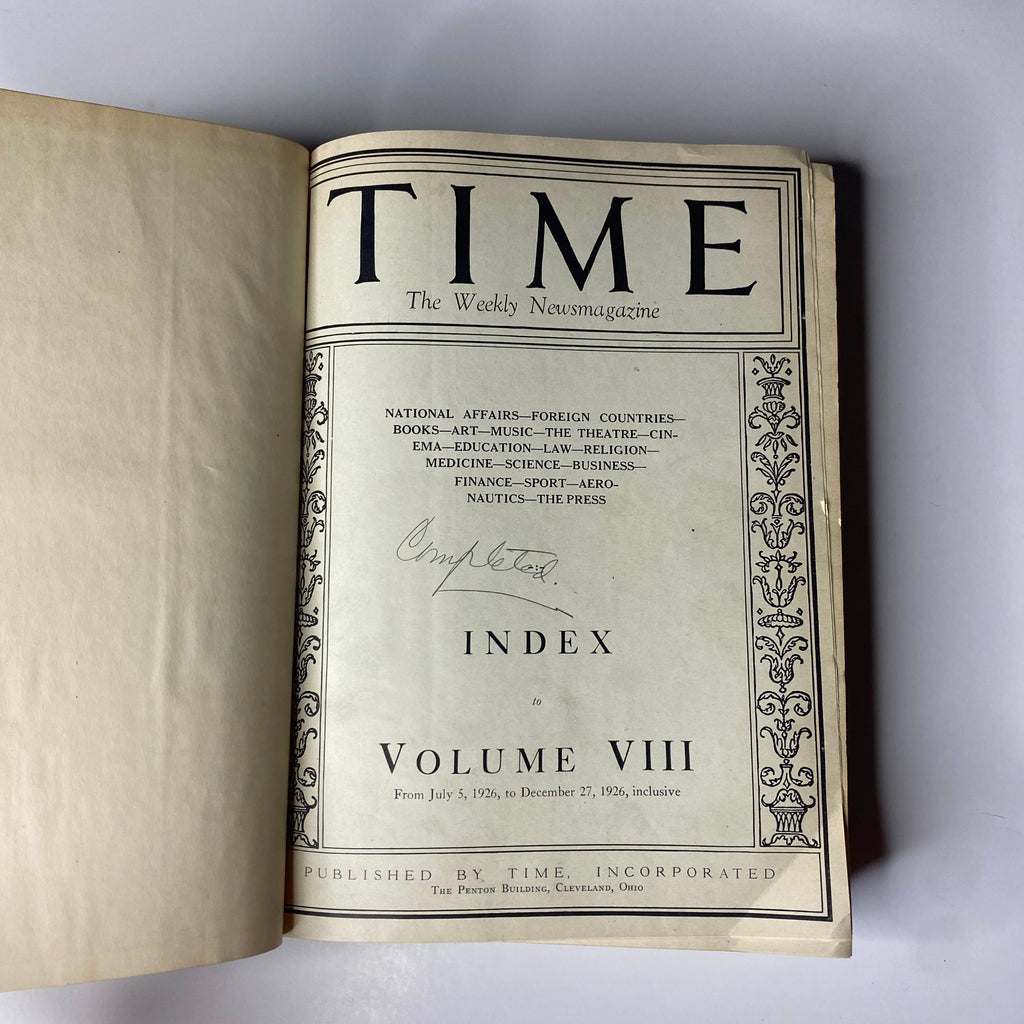 TIME
The Weekly Newsmagazine
NATIONAL AFFAIRS—FOREIGN COUNTRIES—
BOOKS—ART—MUSIC—THE THEATRE—CIN-
EMA—EDUCATION—LAW—RELIGION—
MEDICINE—SCIENCE—BUSINESS—
FINANCE—SPORT—AERO-
NAUTICS—THE PRESS
Completed.
INDEX
to
VOLUME VIII
From July 5, 1926, to December 27, 1926, inclusive
PUBLISHED BY TIME, INCORPORATED
THE PENTON BUILDING, CLEVELAND, OHIO